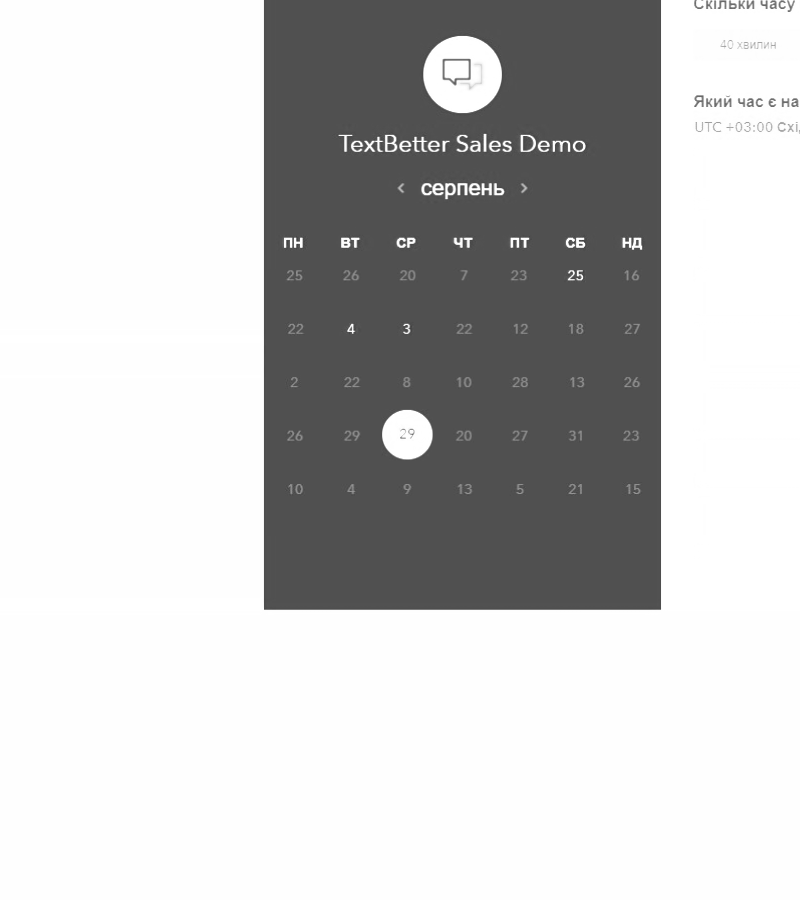 Скільки часу
40 хвилин
Який час є на
UTC +03:00 Схі
TextBetter Sales Demo
серпень
ПН ВТ СР ЧТ ПТ СБ НД
25 26 20 7 23 25 16
22 4 3 22 12 18 27
2 22 8 10 28 13 26
26 29 29 20 27 31 23
10 4 9 13 5 21 15